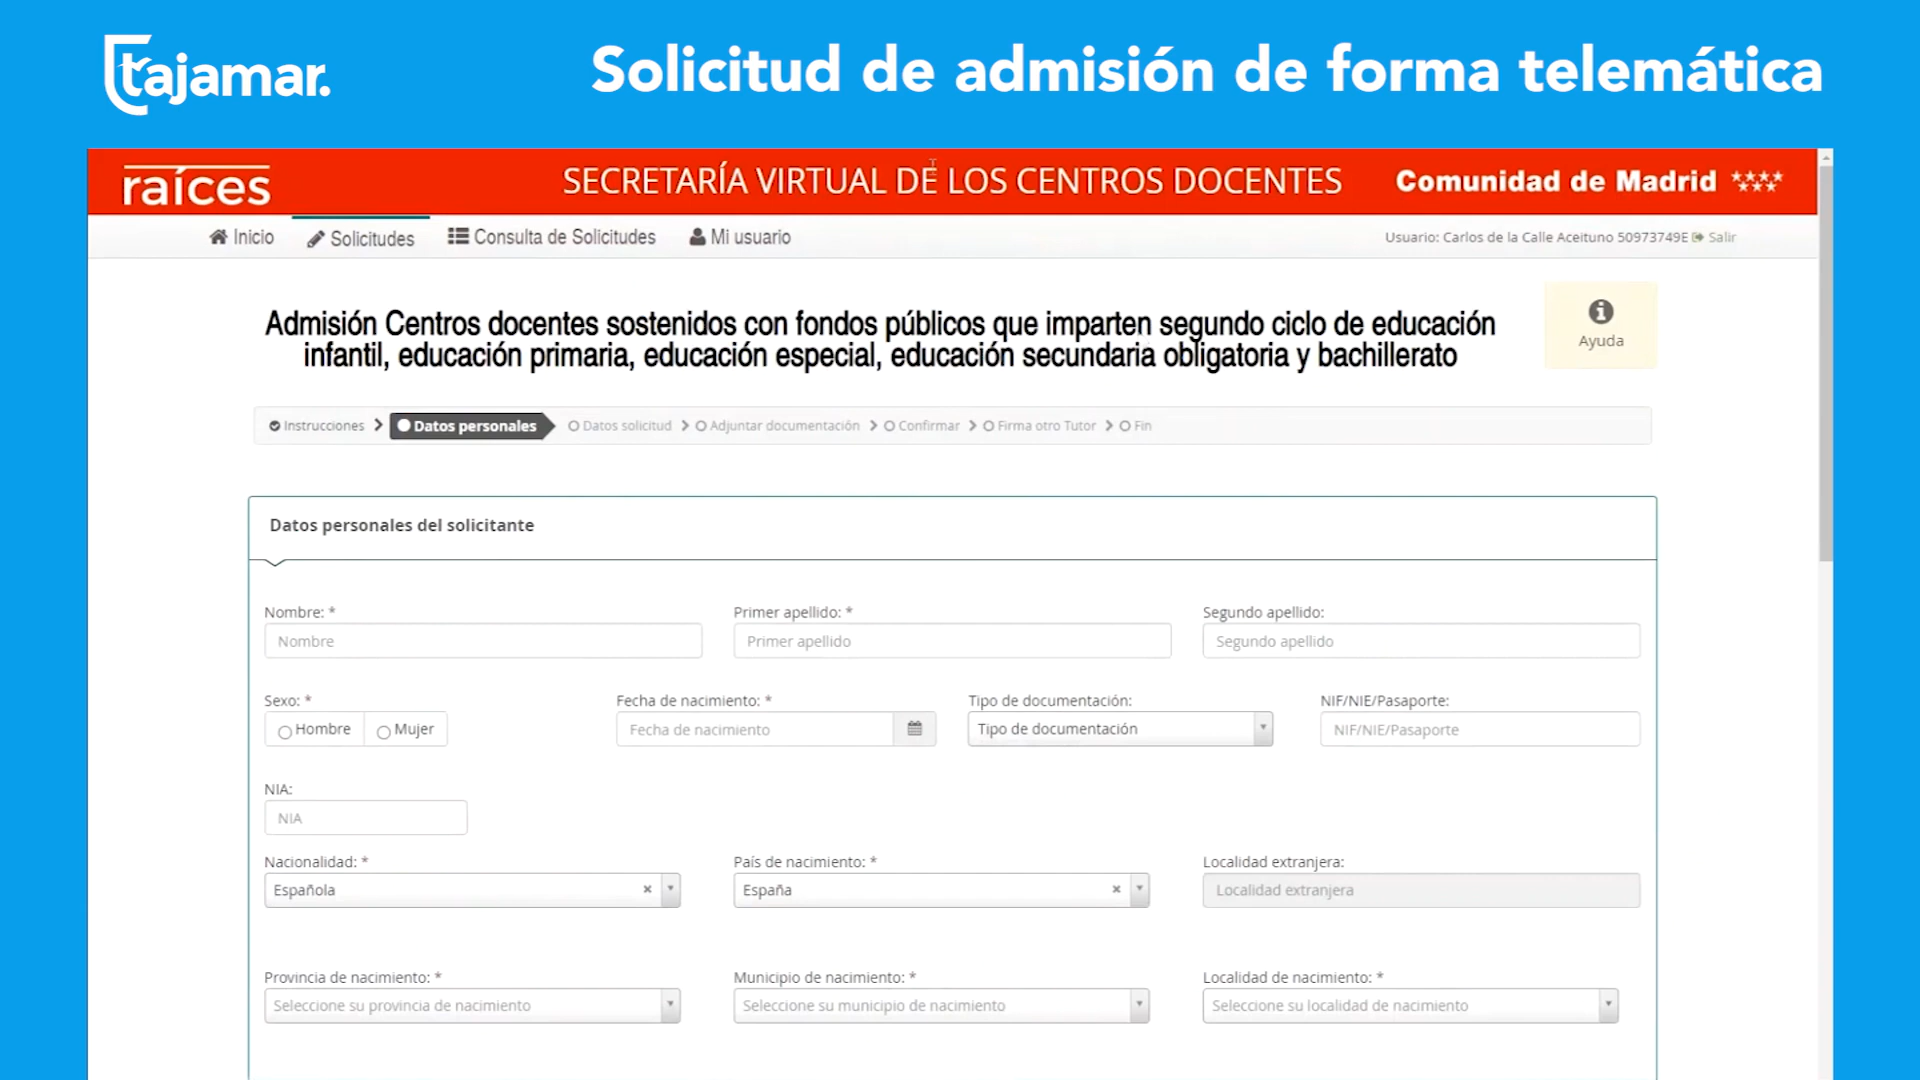 tajamar.
Solicitud de admisión de forma telemática
raíces
SECRETARÍA VIRTUAL DE LOS CENTROS DOCENTES
Comunidad de Madrid
Inicio
Solicitudes
Consulta de Solicitudes
Mi usuario
Usuario: Carlos de la Calle Aceituno 50973749E Salir
Admisión Centros docentes sostenidos con fondos públicos que imparten segundo ciclo de educación
infantil, educación primaria, educación especial, educación secundaria obligatoria y bachillerato
Ayuda
Instrucciones
Datos personales
Datos solicitud
Adjuntar documentación
Confirmar
Firma otro Tutor
Fin
Datos personales del solicitante
Nombre: *
Primer apellido: *
Segundo apellido:
Nombre
Primer apellido
Segundo apellido
Sexo: *
Fecha de nacimiento: *
Tipo de documentación:
NIF/NIE/Pasaporte:
Hombre
Mujer
Fecha de nacimiento
Tipo de documentación
NIF/NIE/Pasaporte
NIA:
NIA
Nacionalidad: *
País de nacimiento: *
Localidad extranjera:
Española
España
Localidad extranjera
Provincia de nacimiento: *
Municipio de nacimiento: *
Localidad de nacimiento: *
Seleccione su provincia de nacimiento
Seleccione su municipio de nacimiento
Seleccione su localidad de nacimiento